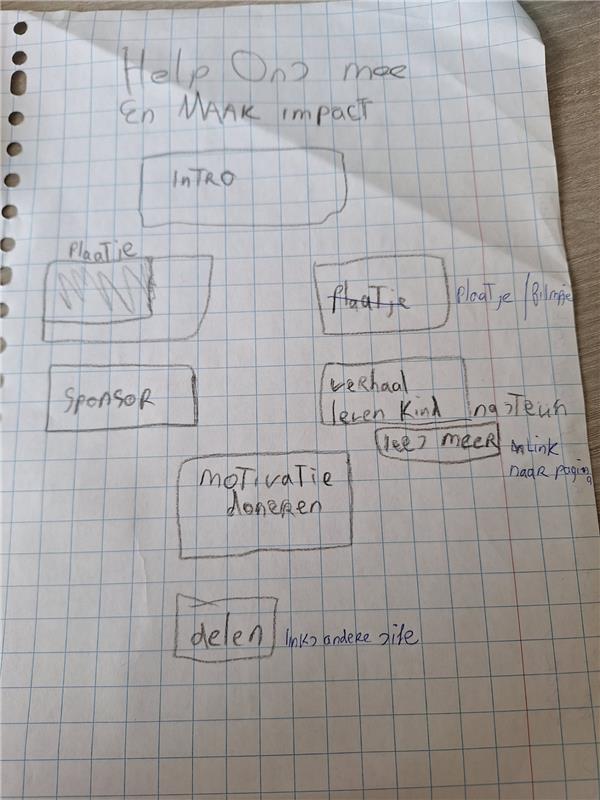 Help Ons mee
En MAAK impact
INTRO
Plaatje
plaatje
Plaatje / filmpje
SPONSOR
verhaal
leven kind na steun
lees meer
link
naar pagina
MOTIVATIE
doneren
delen
links andere site